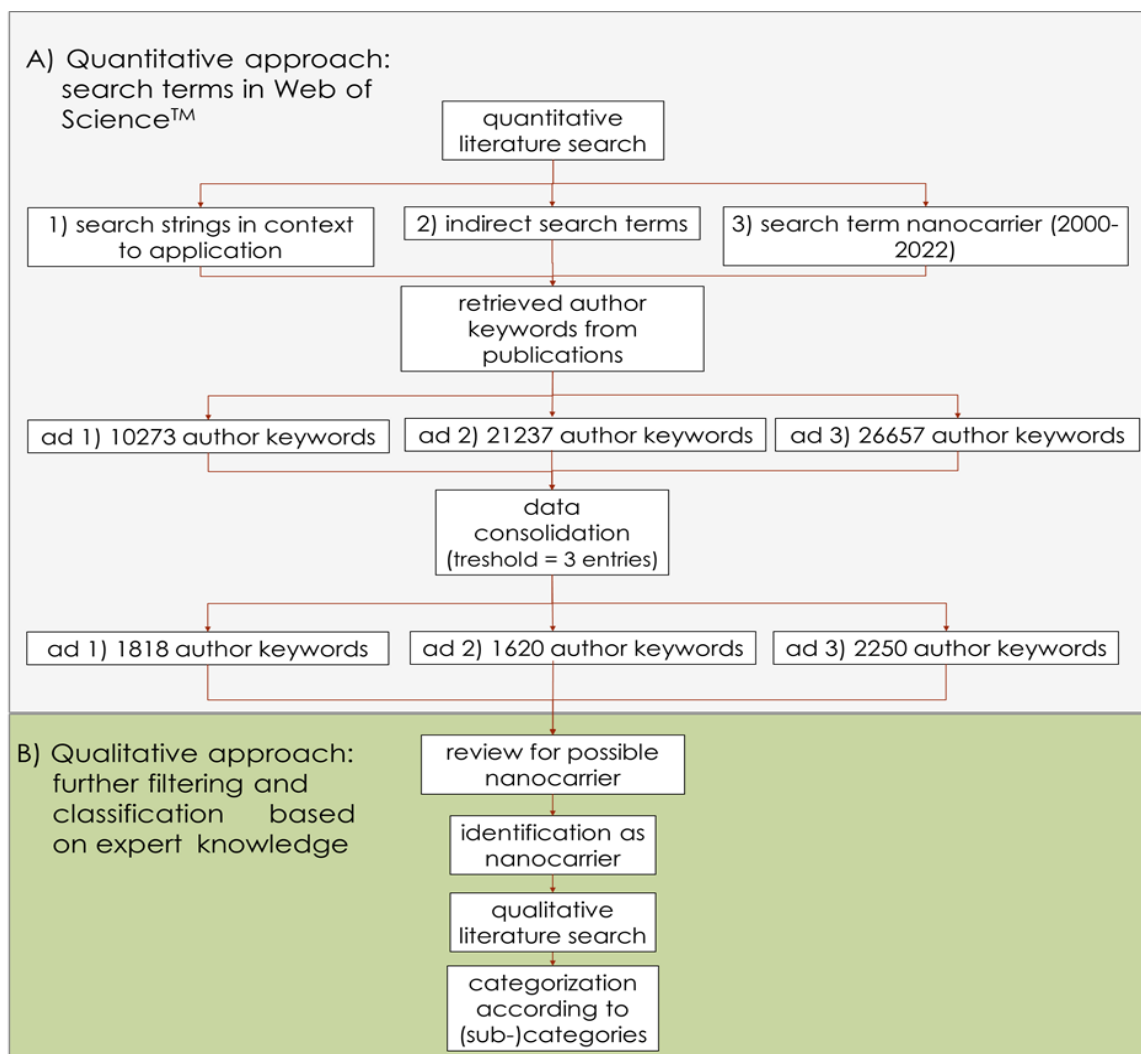 A) Quantitative approach:
search terms in Web of
Science™
quantitative
literature search
1) search strings in context
to application
2) indirect search terms
3) search term nanocarrier (2000-
2022)
retrieved author
keywords from
publications
ad 1) 10273 author keywords
ad 2) 21237 author keywords
ad 3) 26657 author keywords
data
consolidation
(treshold = 3 entries)
ad 1) 1818 author keywords
ad 2) 1620 author keywords
ad 3) 2250 author keywords
B) Qualitative approach:
further filtering and
classification based
on expert knowledge
review for possible
nanocarrier
identification as
nanocarrier
qualitative
literature search
categorization
according to
(sub-)categories